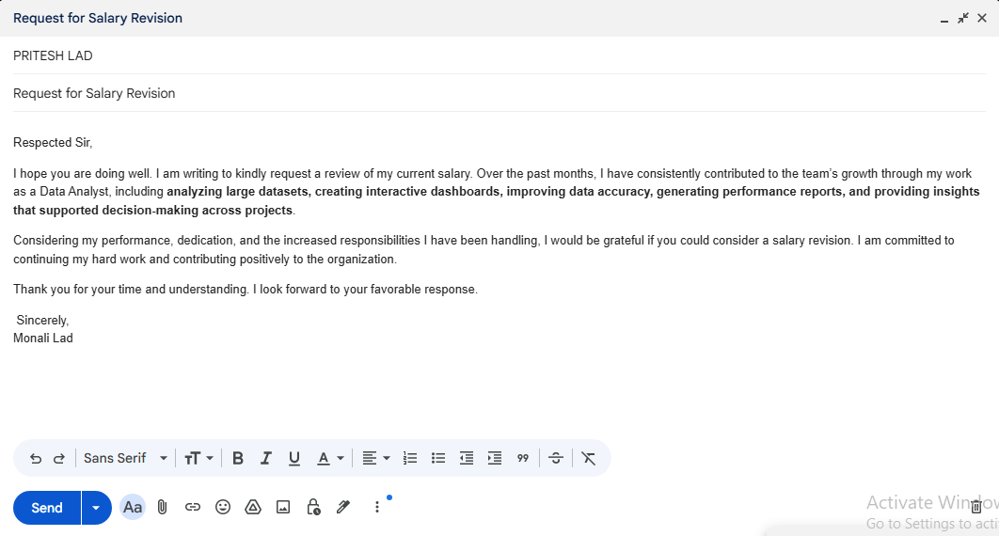 Request for Salary Revision
PRITESH LAD
Request for Salary Revision
Respected Sir,
I hope you are doing well. I am writing to kindly request a review of my current salary. Over the past months, I have consistently contributed to the team's growth through my work
as a Data Analyst, including analyzing large datasets, creating interactive dashboards, improving data accuracy, generating performance reports, and providing insights
that supported decision-making across projects.
Considering my performance, dedication, and the increased responsibilities I have been handling, I would be grateful if you could consider a salary revision. I am committed to
continuing my hard work and contributing positively to the organization.
Thank you for your time and understanding. I look forward to your favorable response.
Sincerely,
Monali Lad
Sans Serif
Send
Activate Window
Go to Settings to acti